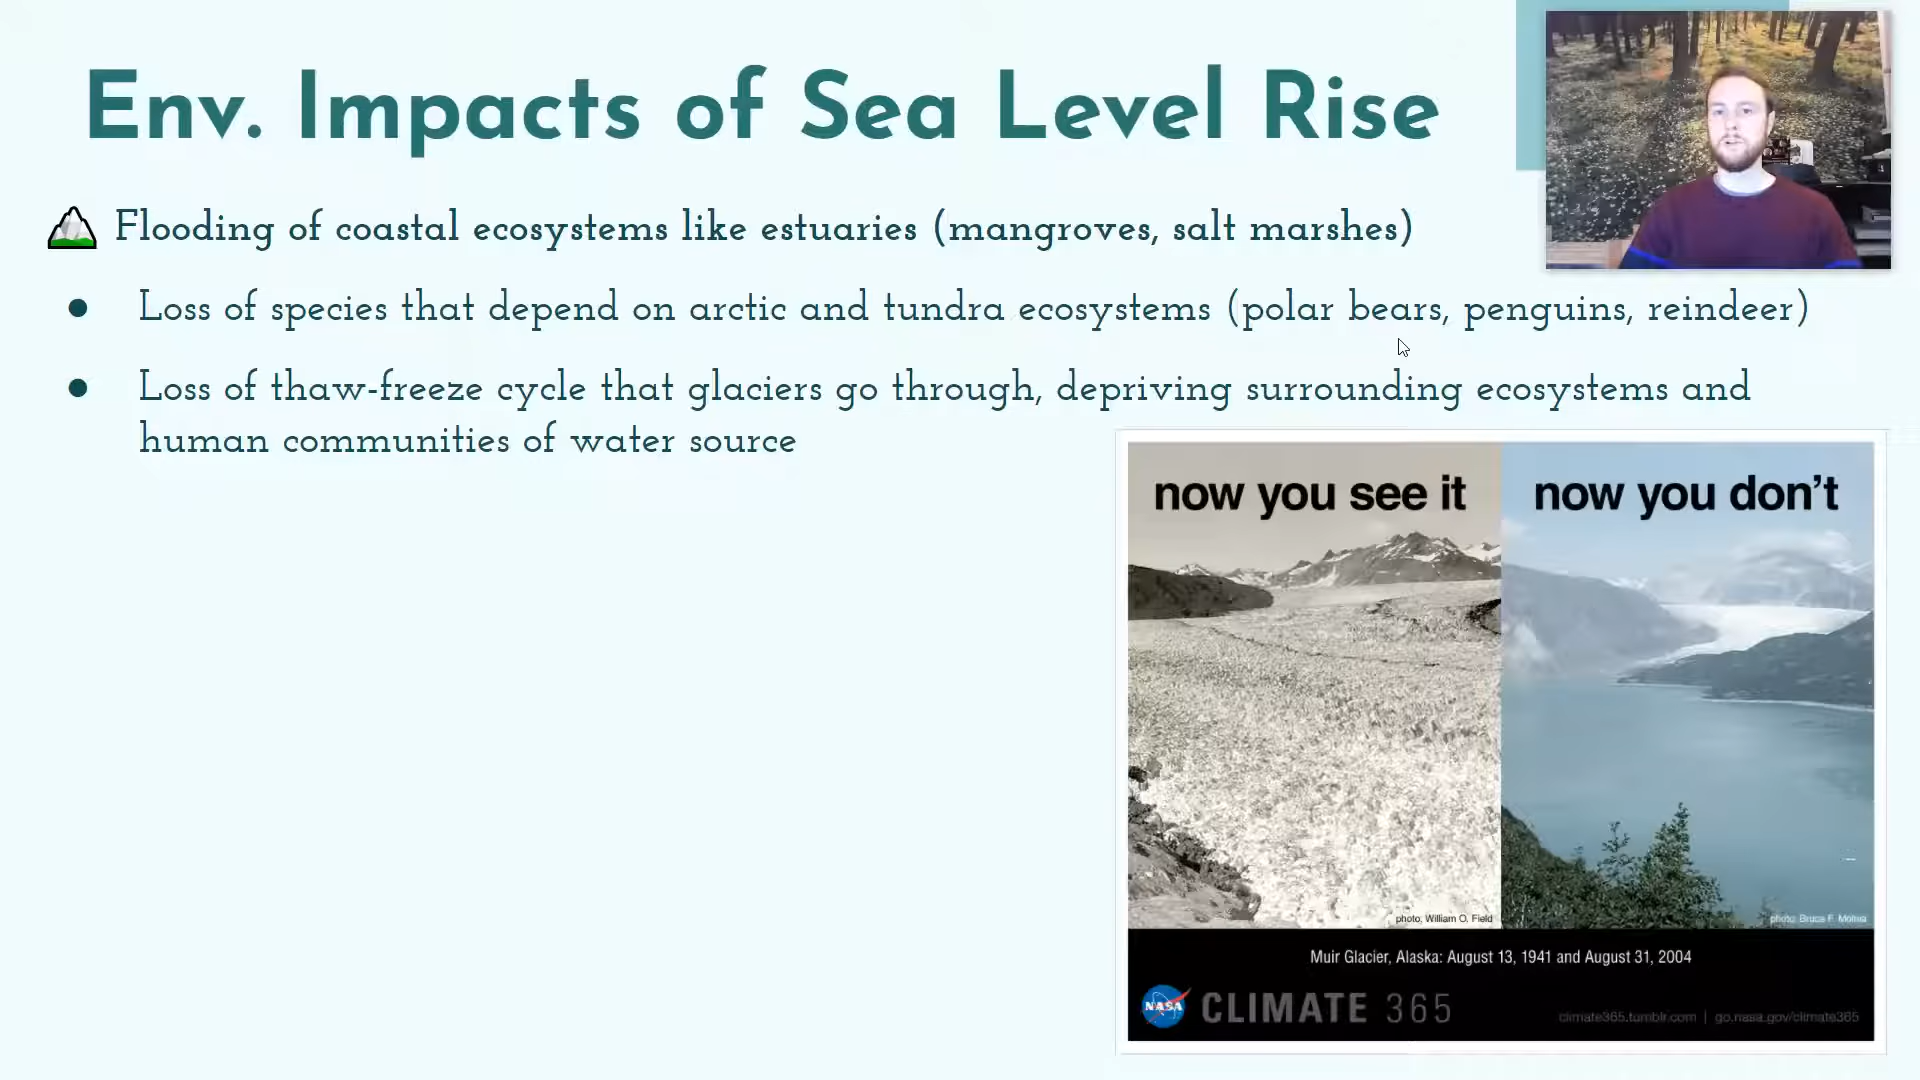 Env. Impacts of Sea Level Rise
Flooding of coastal ecosystems like estuaries (mangroves, salt marshes)
● Loss of species that depend on arctic and tundra ecosystems (polar bears, penguins, reindeer)
● Loss of thaw-freeze cycle that glaciers go through, depriving surrounding ecosystems and
human communities of water source
now you see it
now you don't
photo: William O. Field
photo: Bruce F. Molnia
Muir Glacier, Alaska: August 13, 1941 and August 31, 2004
NASA
CLIMATE 365
climate365.tumblr.com | go.nasa.gov/climate365